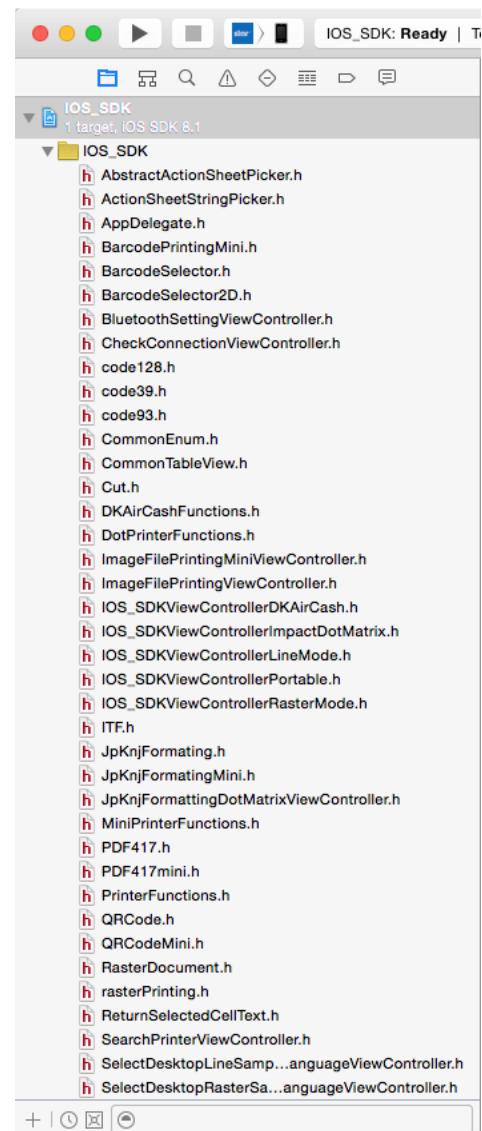 star
IOS_SDK: Ready |
IOS_SDK
1 target, iOS SDK 8.1
IOS_SDK
h AbstractActionSheetPicker.h
h ActionSheetStringPicker.h
h AppDelegate.h
h BarcodePrintingMini.h
h BarcodeSelector.h
h BarcodeSelector2D.h
h BluetoothSettingViewController.h
h CheckConnectionViewController.h
h code128.h
h code39.h
h code93.h
h CommonEnum.h
h CommonTableView.h
h Cut.h
h DKAirCashFunctions.h
h DotPrinterFunctions.h
h ImageFilePrintingMiniViewController.h
h ImageFilePrintingViewController.h
h IOS_SDKViewControllerDKAirCash.h
h IOS_SDKViewControllerImpactDotMatrix.h
h IOS_SDKViewControllerLineMode.h
h IOS_SDKViewControllerPortable.h
h IOS_SDKViewControllerRasterMode.h
h ITF.h
h JpKnjFormating.h
h JpKnjFormatingMini.h
h JpKnjFormattingDotMatrixViewController.h
h MiniPrinterFunctions.h
h PDF417.h
h PDF417mini.h
h PrinterFunctions.h
h QRCode.h
h QRCodeMini.h
h RasterDocument.h
h rasterPrinting.h
h ReturnSelectedCellText.h
h SearchPrinterViewController.h
h SelectDesktopLineSamp...anguageViewController.h
h SelectDesktopRasterSa...anguageViewController.h